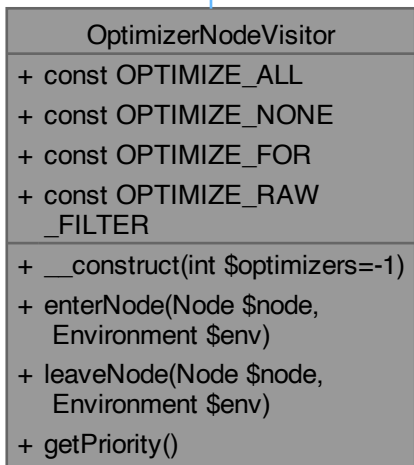 OptimizerNodeVisitor
+ const OPTIMIZE_ALL
+ const OPTIMIZE_NONE
+ const OPTIMIZE_FOR
+ const OPTIMIZE_RAW
_FILTER
+ __construct(int $optimizers=-1)
+ enterNode(Node $node,
Environment $env)
+ leaveNode(Node $node,
Environment $env)
+ getPriority()